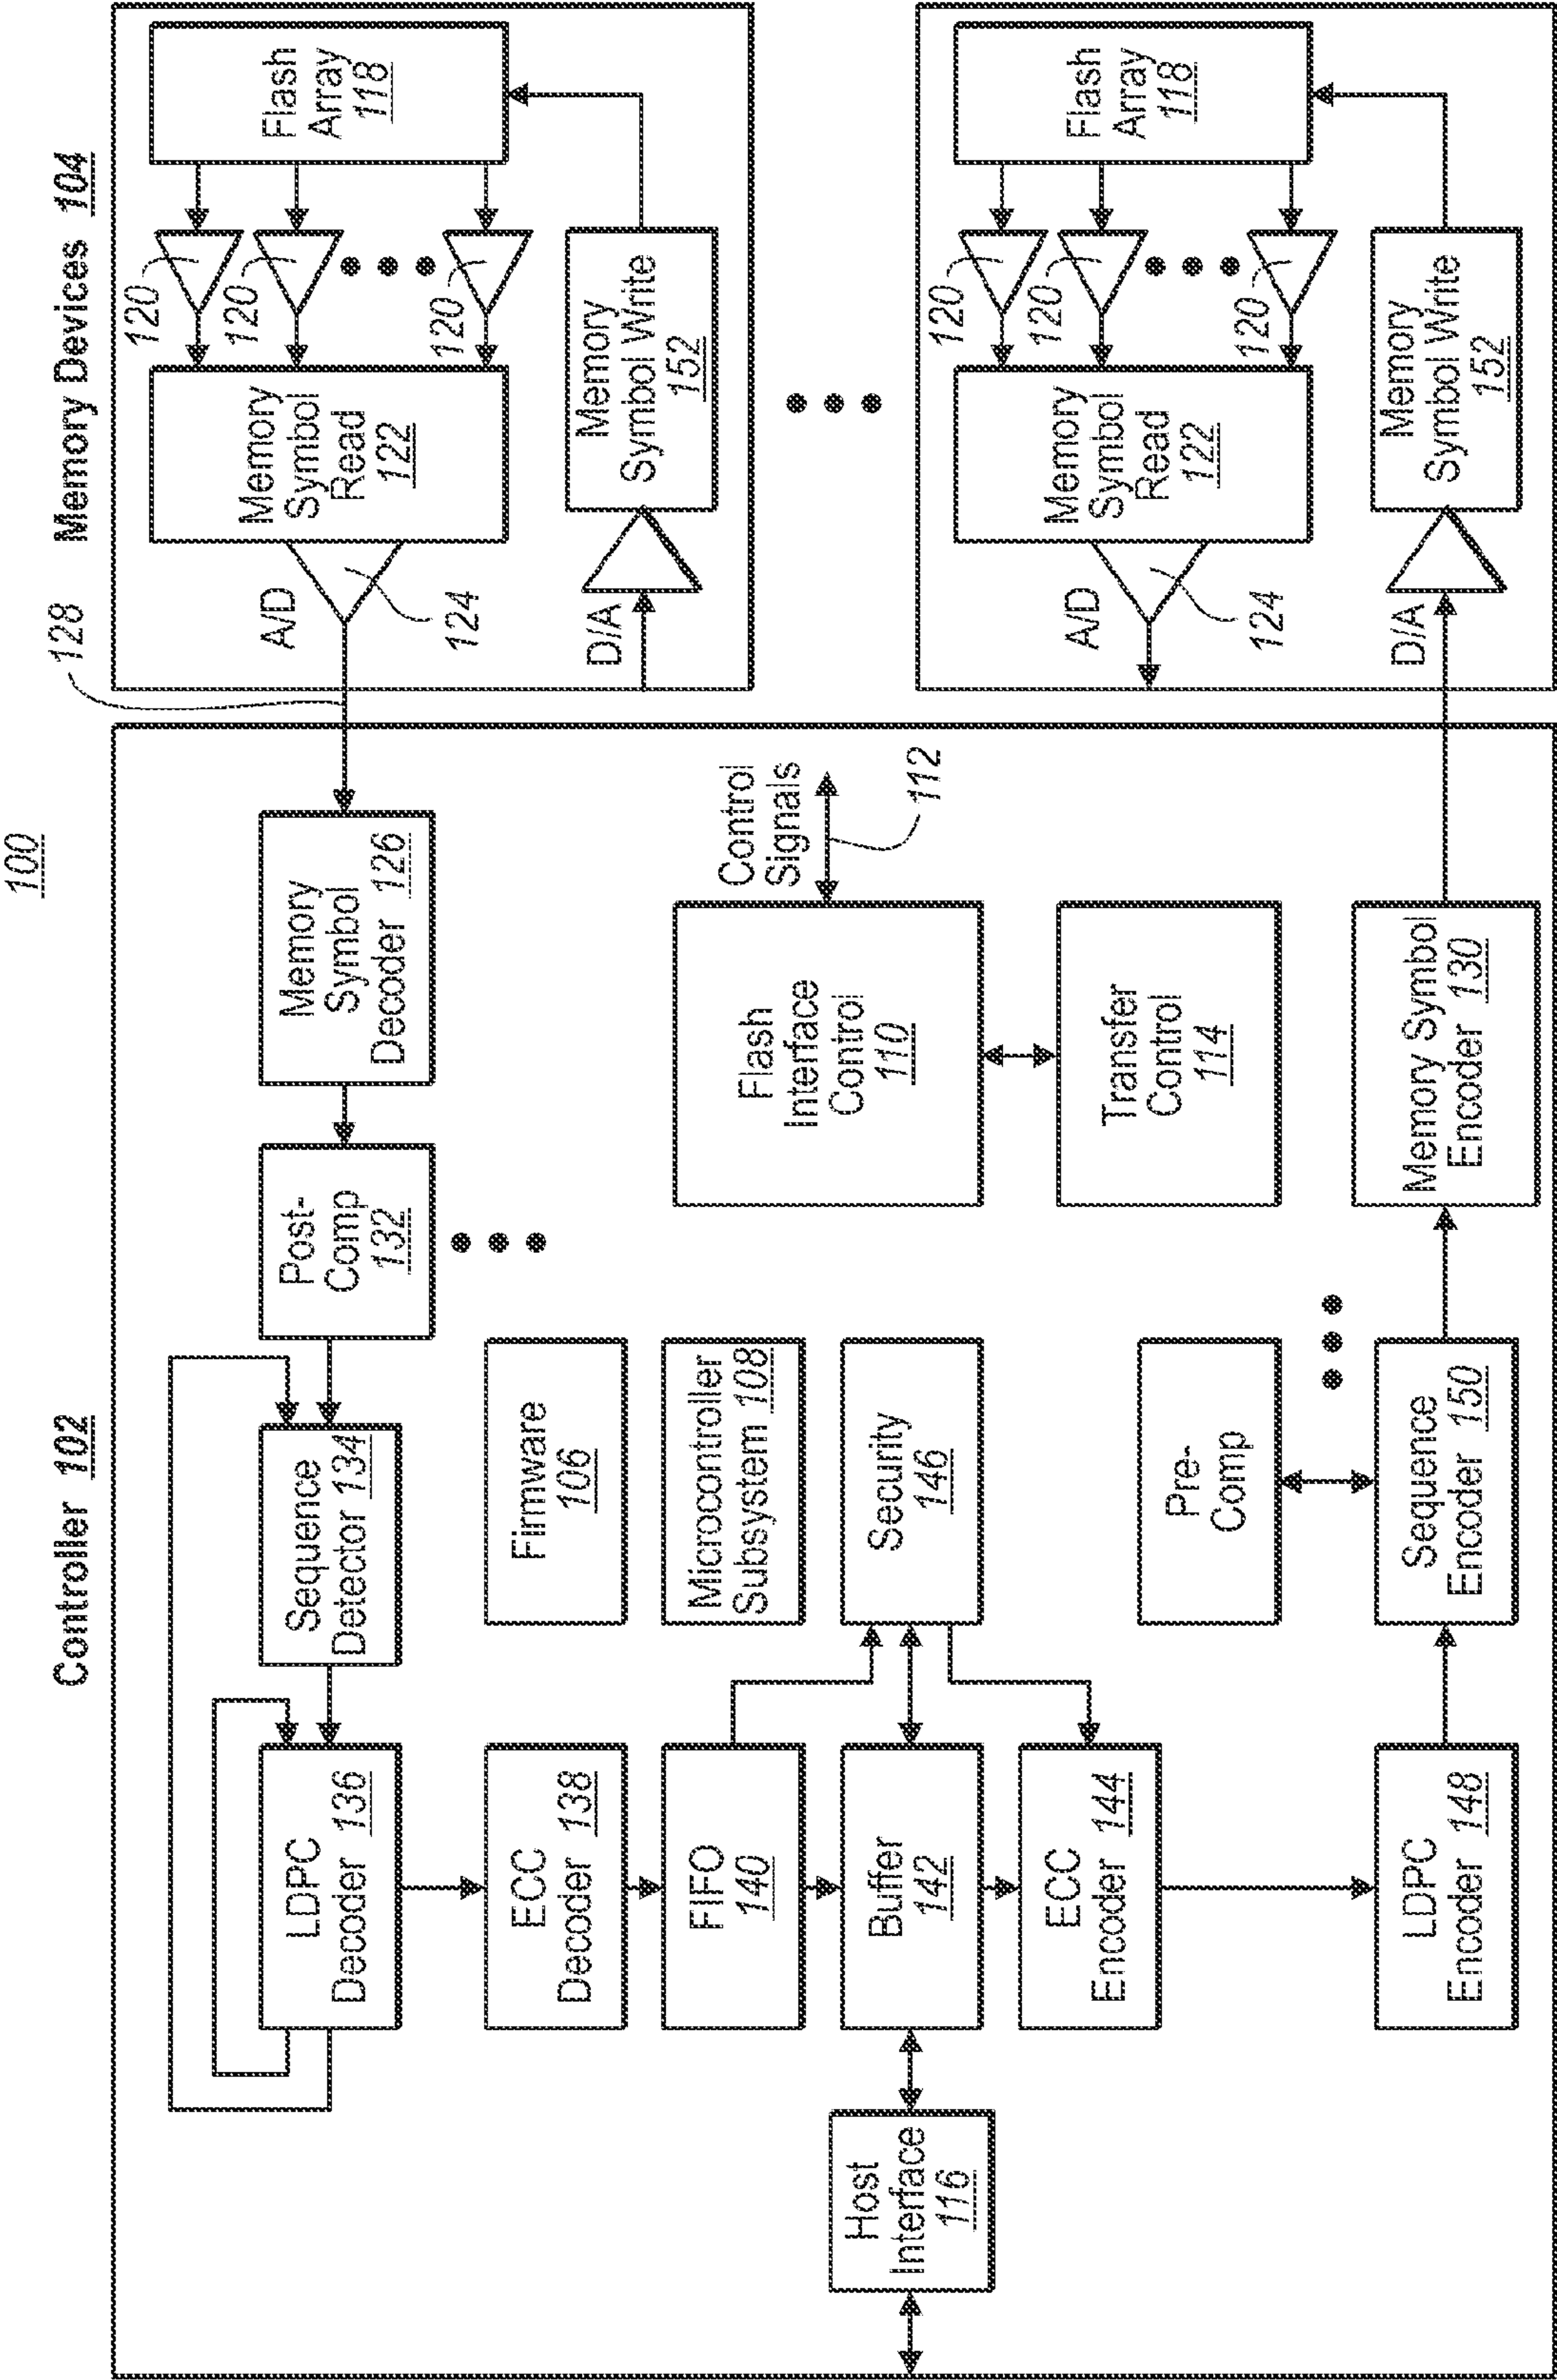 100
Controller 102
Memory Devices 104
Host
Interface
116
LDPC
Decoder 136
ECC
Decoder 138
FIFO
140
Buffer
142
ECC
Encoder 144
LDPC
Encoder 148
Sequence
Detector 134
Firmware
106
Microcontroller
Subsystem 108
Security
146
Pre-
Comp
Sequence
Encoder 150
Post-
Comp
132
Memory
Symbol
Decoder 126
Flash
Interface
Control
110
Transfer
Control
114
Control
Signals
112
Memory Symbol
Encoder 130
128
A/D
124
Memory
Symbol
Read
122
120
120
120
Flash
Array
118
D/A
Memory
Symbol Write
152
A/D
124
Memory
Symbol
Read
122
120
120
120
Flash
Array
118
D/A
Memory
Symbol Write
152